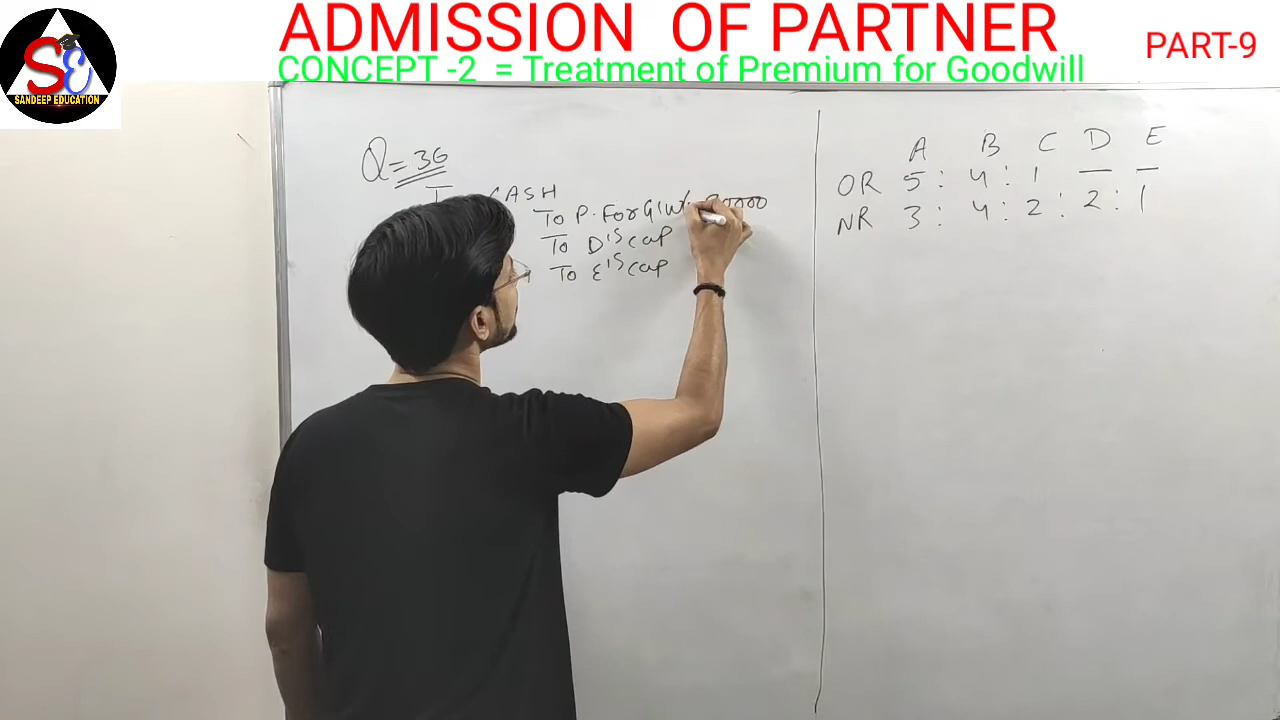 ADMISSION OF PARTNER
PART-9
CONCEPT -2 = Treatment of Premium for Goodwill
SE
SANDEEP EDUCATION
Q=36
CASH
To P. For G/W
To D's cap
To E's cap
A B C D E
OR 5 : 4 : 1 — —
NR 3 : 4 : 2 : 2 : 1